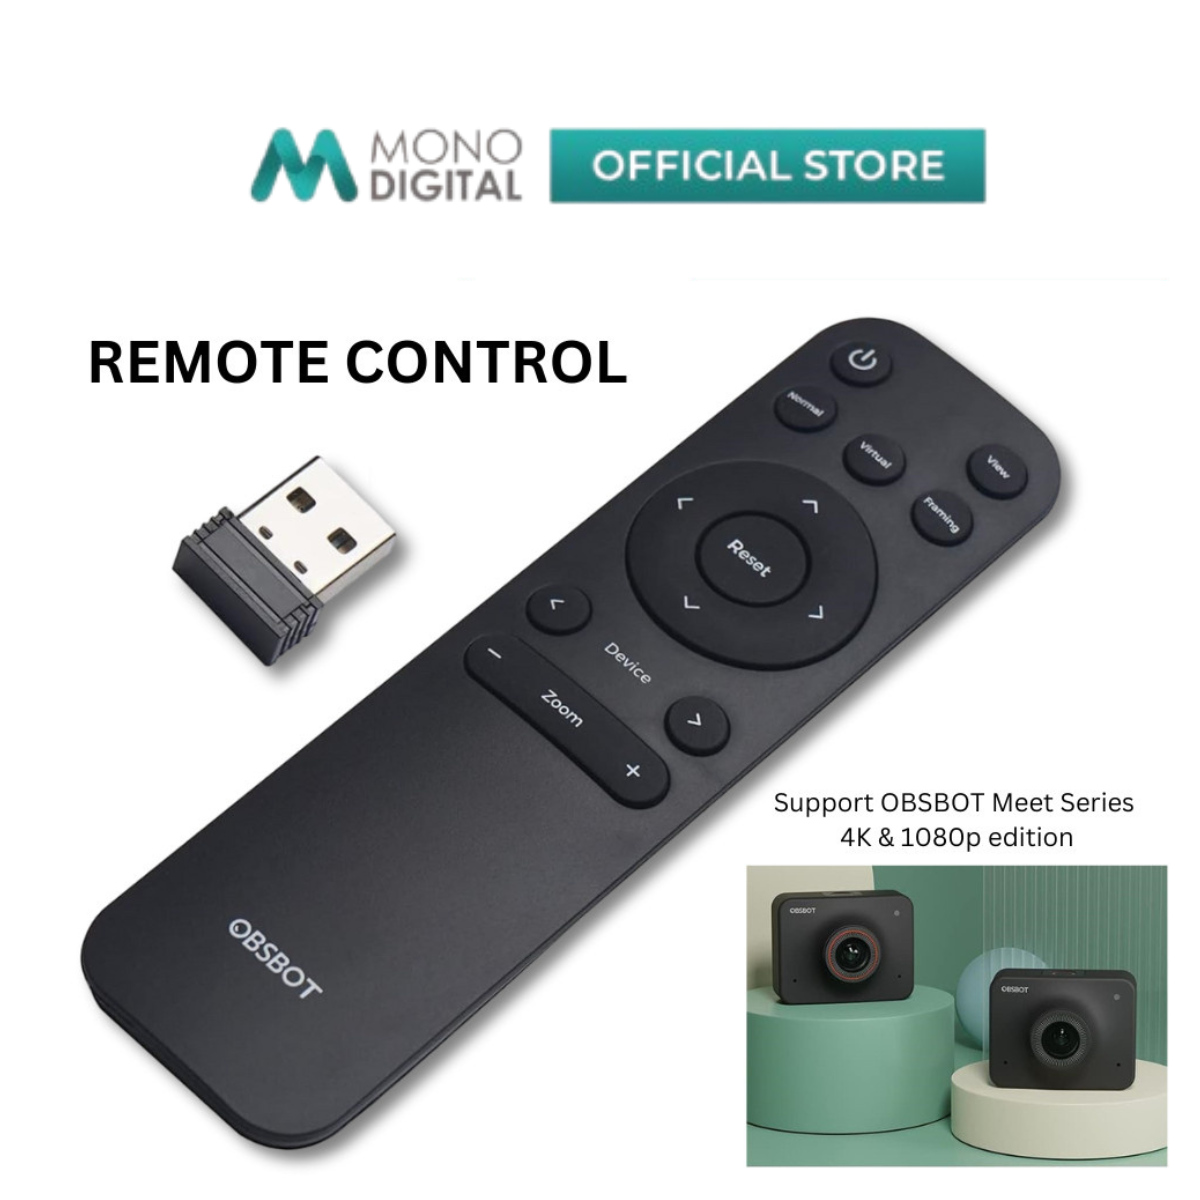 MONO
DIGITAL
OFFICIAL STORE
REMOTE CONTROL
Normal
Virtual
View
Framing
Reset
Device
Zoom
OBSBOT
Support OBSBOT Meet Series
4K & 1080p edition
OBSBOT
OBSBOT